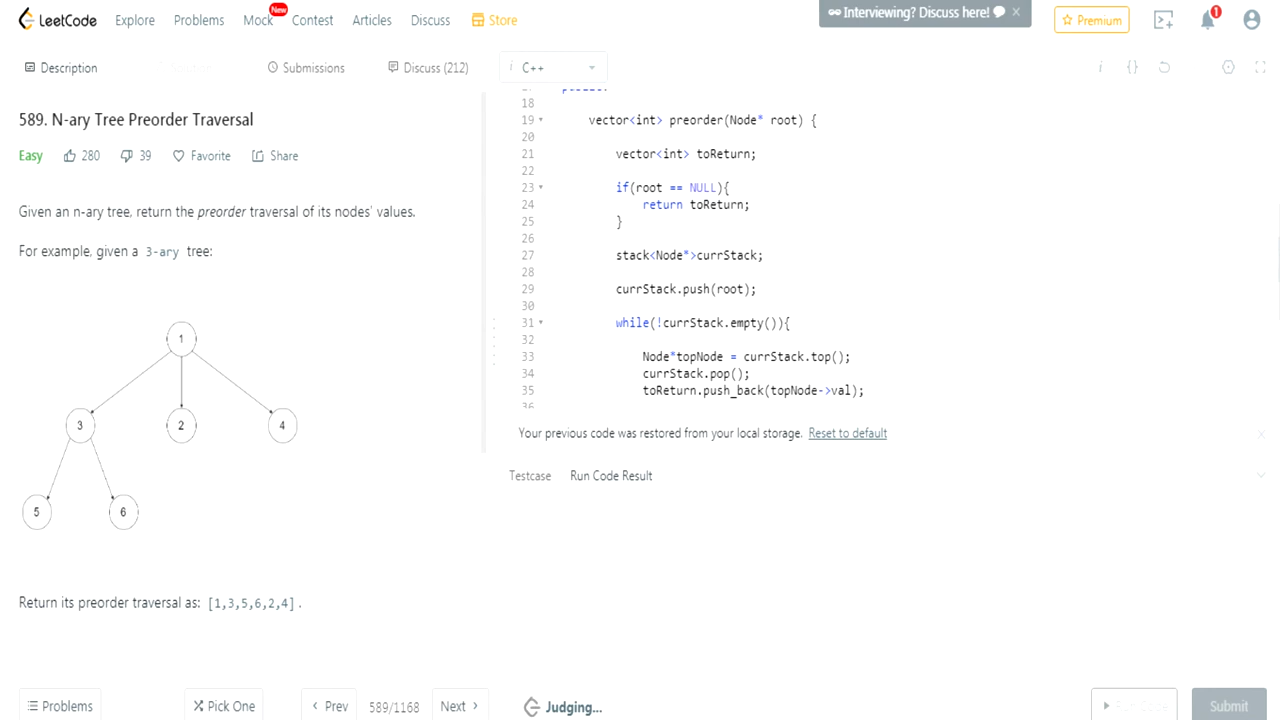 LeetCode Explore Problems Mock New Contest Articles Discuss Store Interviewing? Discuss here! × Premium 1
Description Submissions Discuss (212)
589. N-ary Tree Preorder Traversal
Easy 280 39 Favorite Share
Given an n-ary tree, return the preorder traversal of its nodes' values.
For example, given a 3-ary tree:
1
3 2 4
5 6
Return its preorder traversal as: [1,3,5,6,2,4].
i C++ i {}
public:
18
19 vector<int> preorder(Node* root) {
20
21 vector<int> toReturn;
22
23 if(root == NULL){
24 return toReturn;
25 }
26
27 stack<Node*>currStack;
28
29 currStack.push(root);
30
31 while(!currStack.empty()){
32
33 Node*topNode = currStack.top();
34 currStack.pop();
35 toReturn.push_back(topNode->val);
36
Your previous code was restored from your local storage. Reset to default ×
Testcase Run Code Result
Problems Pick One Prev 589/1168 Next Judging... Submit